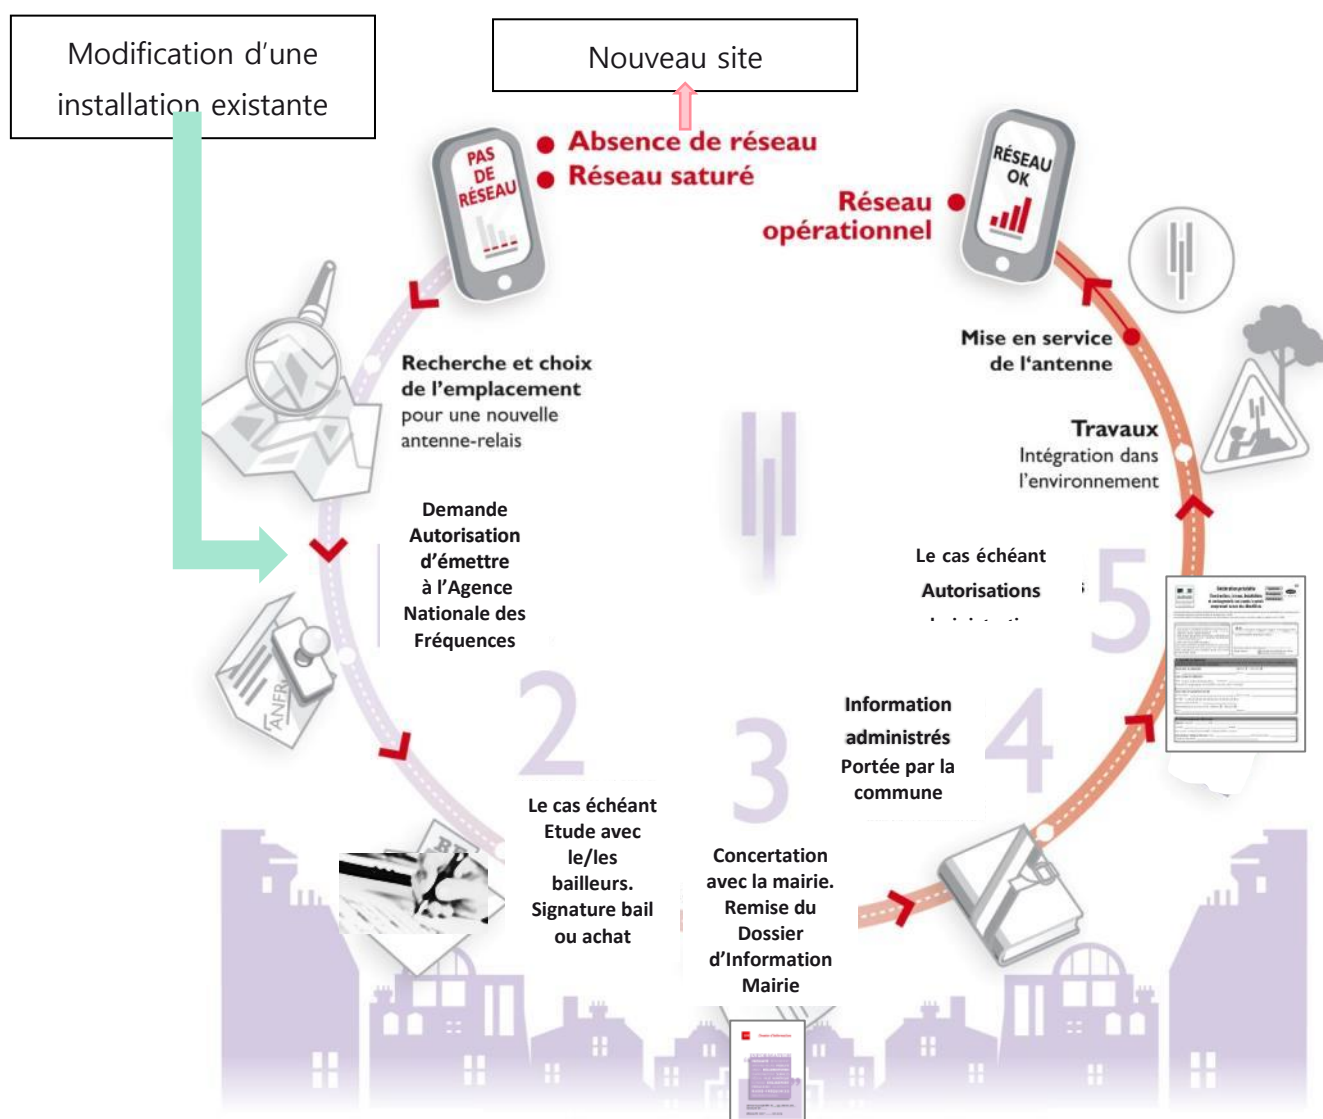 Modification d’une
installation existante
Nouveau site
Absence de réseau
Réseau saturé
PAS
DE
RÉSEAU
RÉSEAU
OK
Réseau
opérationnel
Recherche et choix
de l’emplacement
pour une nouvelle
antenne-relais
Mise en service
de l‘antenne
Travaux
Intégration dans
l’environnement
Demande
Autorisation
d’émettre
à l’Agence
Nationale des
Fréquences
ANFR
2
Le cas échéant
Etude avec
le/les
bailleurs.
Signature bail
ou achat
3
Concertation
avec la mairie.
Remise du
Dossier
d’Information
Mairie
4
Information
administrés
Portée par la
commune
5
Le cas échéant
Autorisations